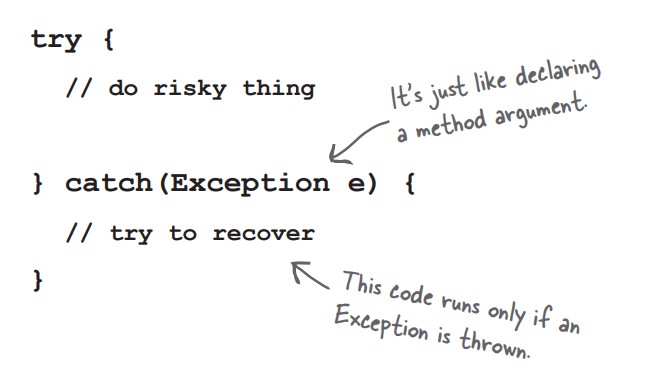 try {
// do risky thing
It's just like declaring
a method argument.
} catch(Exception e) {
// try to recover
}
This code runs only if an
Exception is thrown.